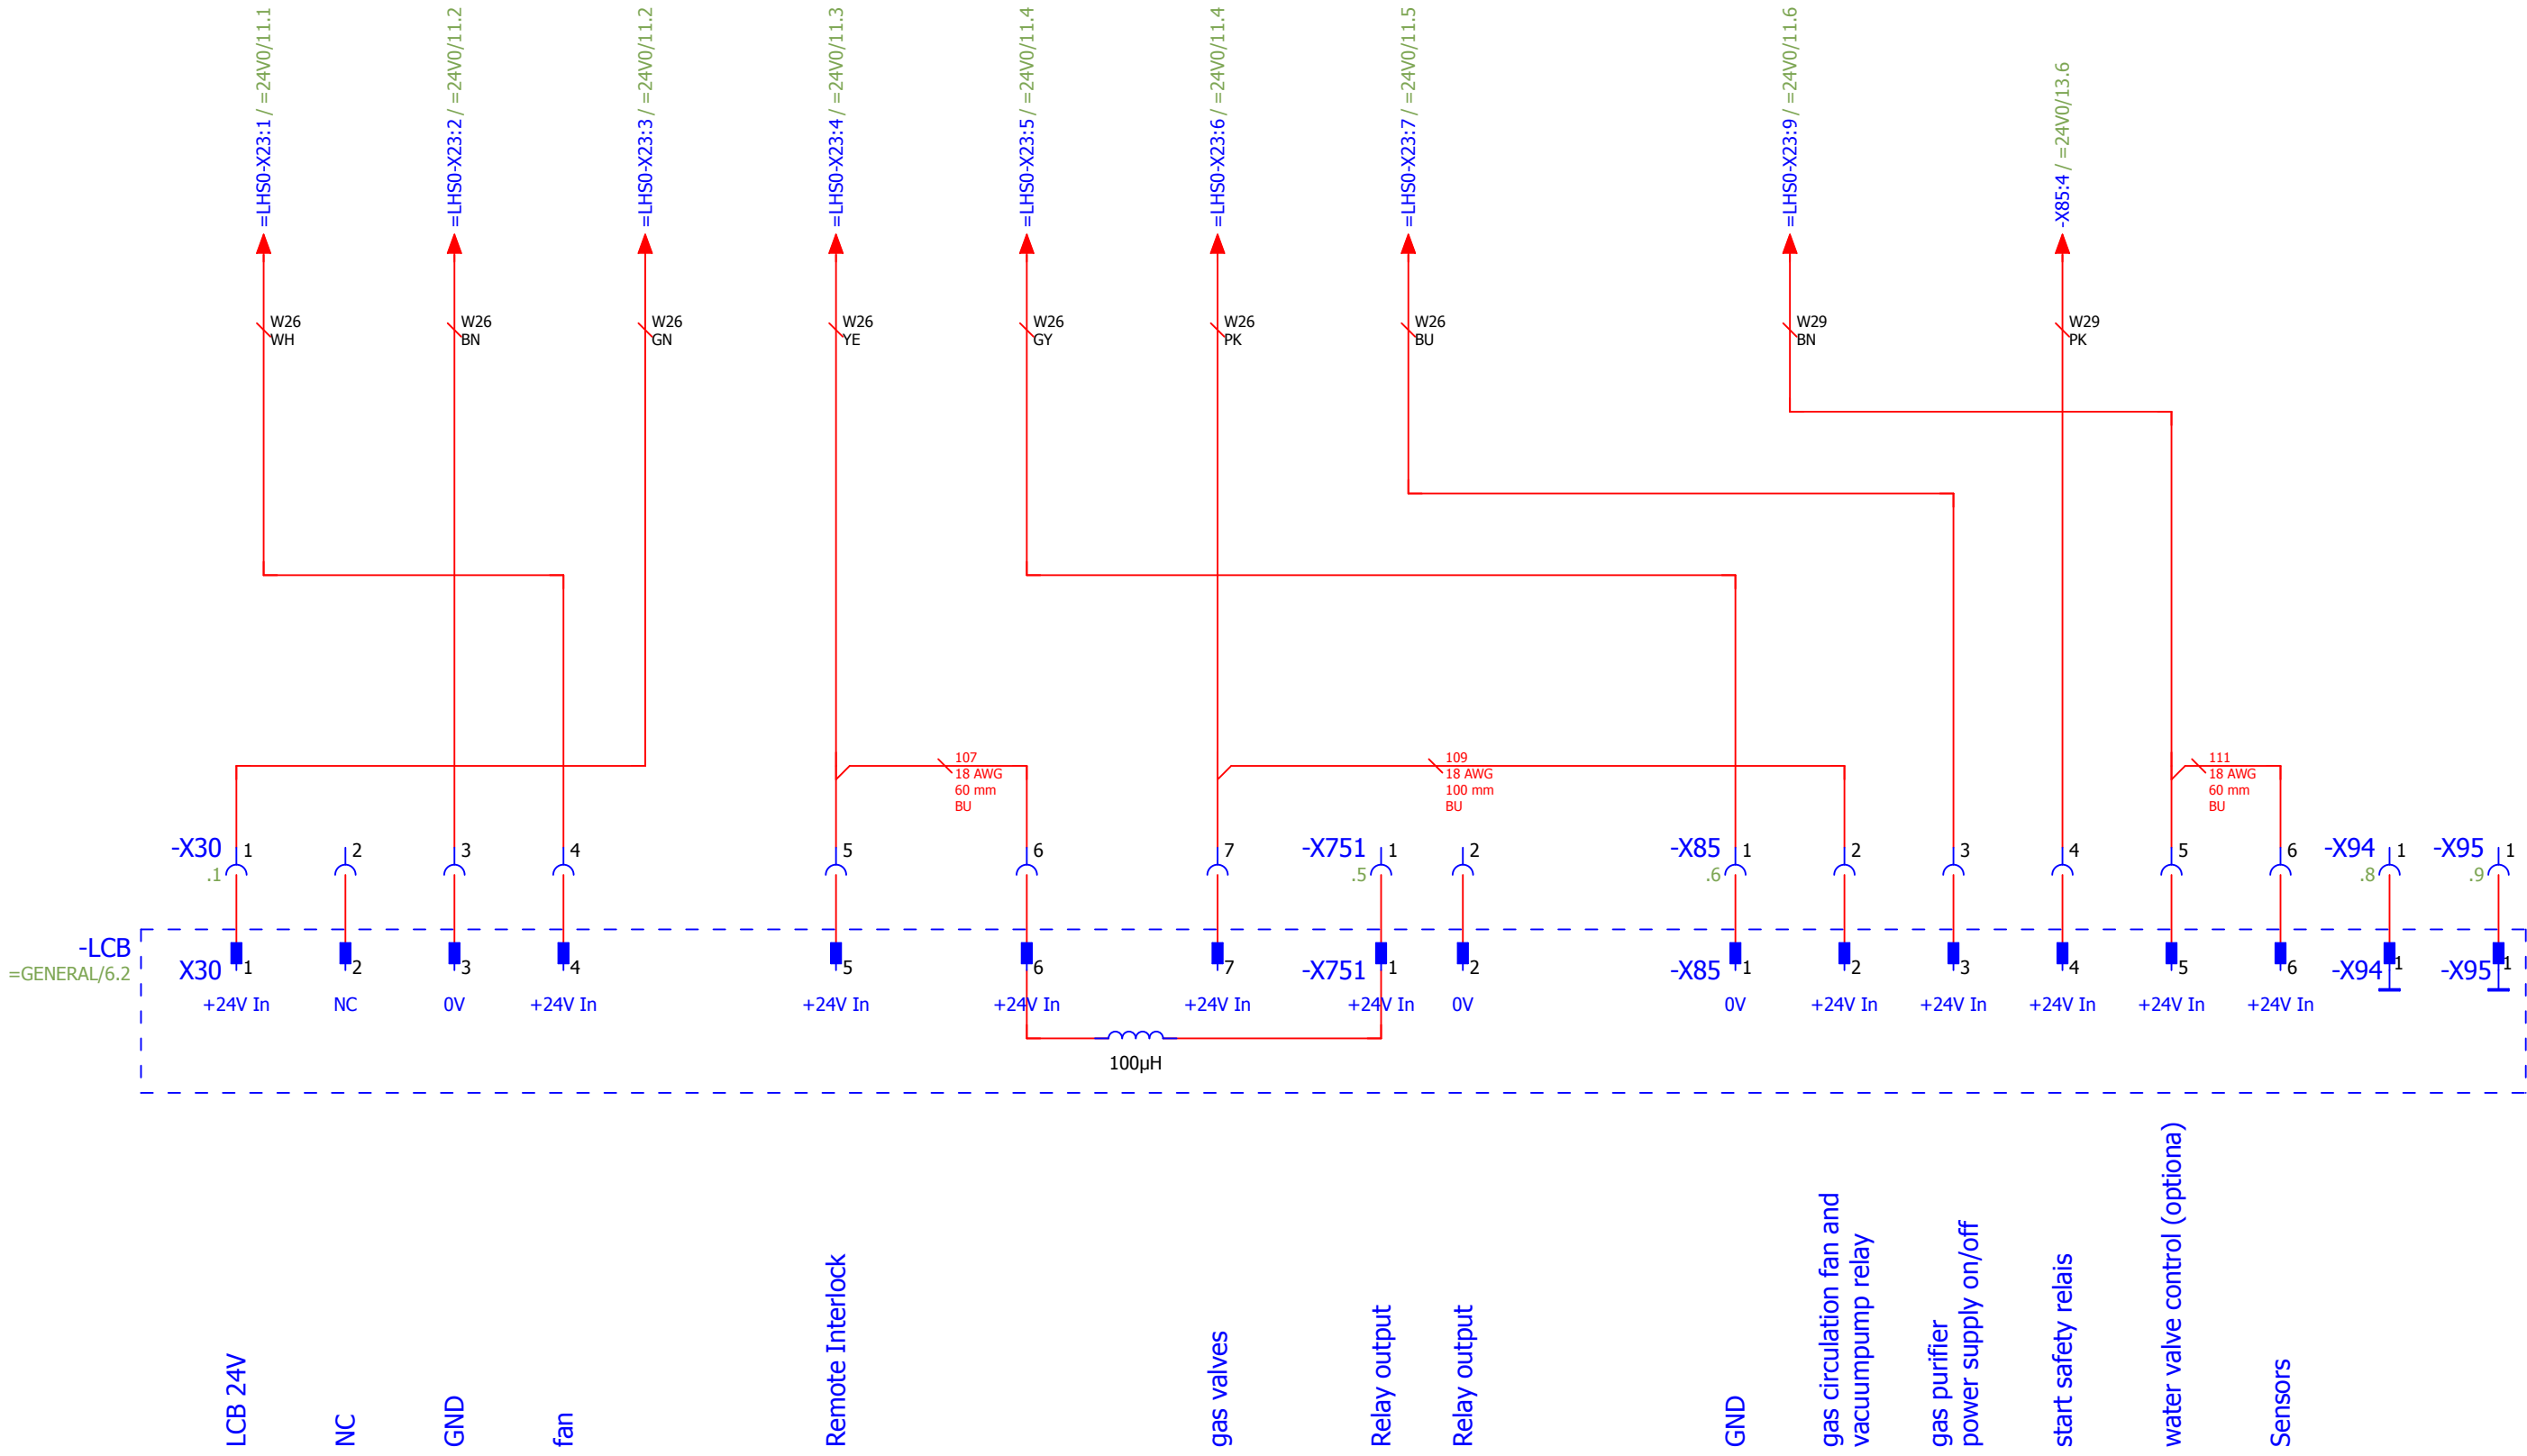 =LHS0-X23:1 / =24V0/11.1
=LHS0-X23:2 / =24V0/11.2
=LHS0-X23:3 / =24V0/11.2
=LHS0-X23:4 / =24V0/11.3
=LHS0-X23:5 / =24V0/11.4
=LHS0-X23:6 / =24V0/11.4
=LHS0-X23:7 / =24V0/11.5
=LHS0-X23:9 / =24V0/11.6
-X85:4 / =24V0/13.6
W26
WH
W26
BN
W26
GN
W26
YE
W26
GY
W26
PK
W26
BU
W29
BN
W29
PK
107
18 AWG
60 mm
BU
109
18 AWG
100 mm
BU
111
18 AWG
60 mm
BU
-X30 1 2 3 4 5 6 7 -X751 1 2 -X85 1 2 3 4 5 6 -X94 1 -X95 1
.1 .5 .6 .8 .9
-LCB
=GENERAL/6.2
X30 1 2 3 4 5 6 7 -X751 1 2 -X85 1 2 3 4 5 6 -X94 1 -X95 1
+24V In NC 0V +24V In +24V In +24V In +24V In +24V In 0V 0V +24V In +24V In +24V In +24V In +24V In
100µH
LCB 24V
NC
GND
fan
Remote Interlock
gas valves
Relay output
Relay output
GND
gas circulation fan and
vacuumpump relay
gas purifier
power supply on/off
start safety relais
water valve control (optiona)
Sensors